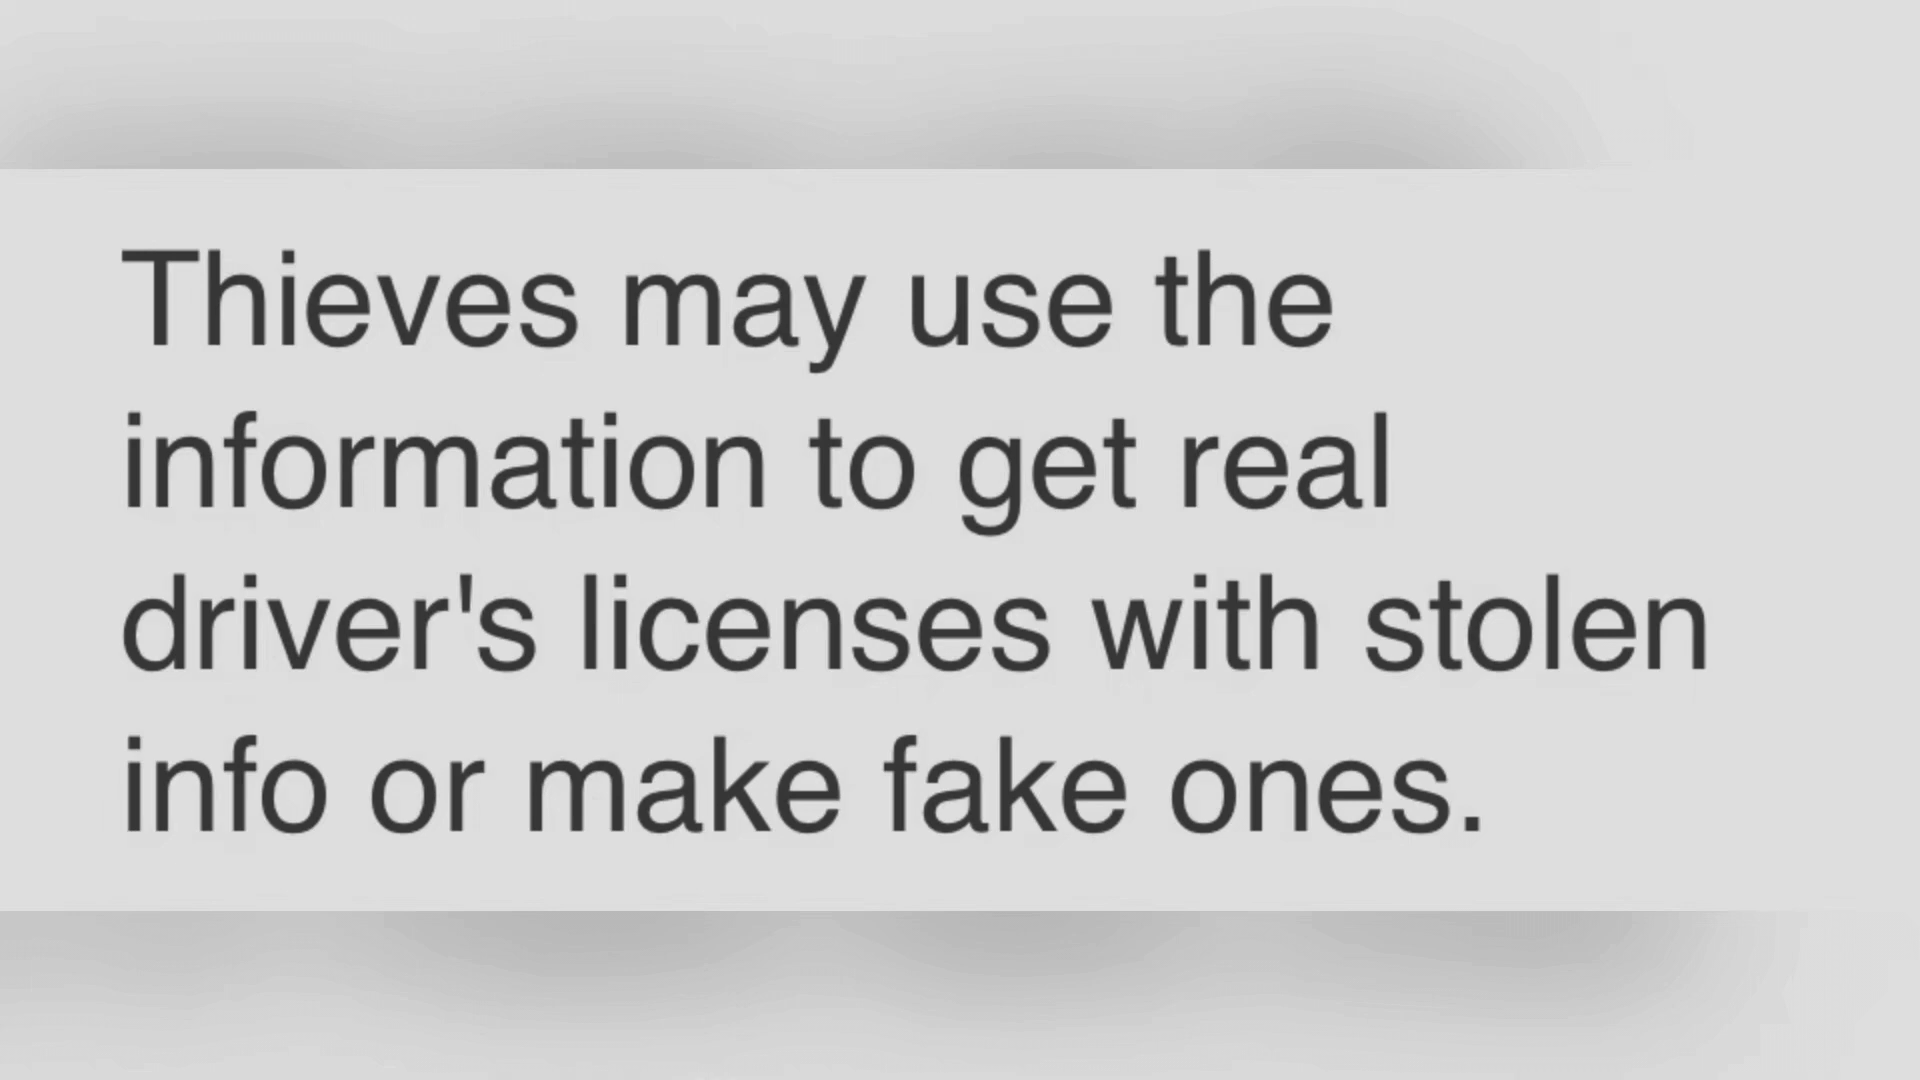 Thieves may use the
information to get real
driver's licenses with stolen
info or make fake ones.